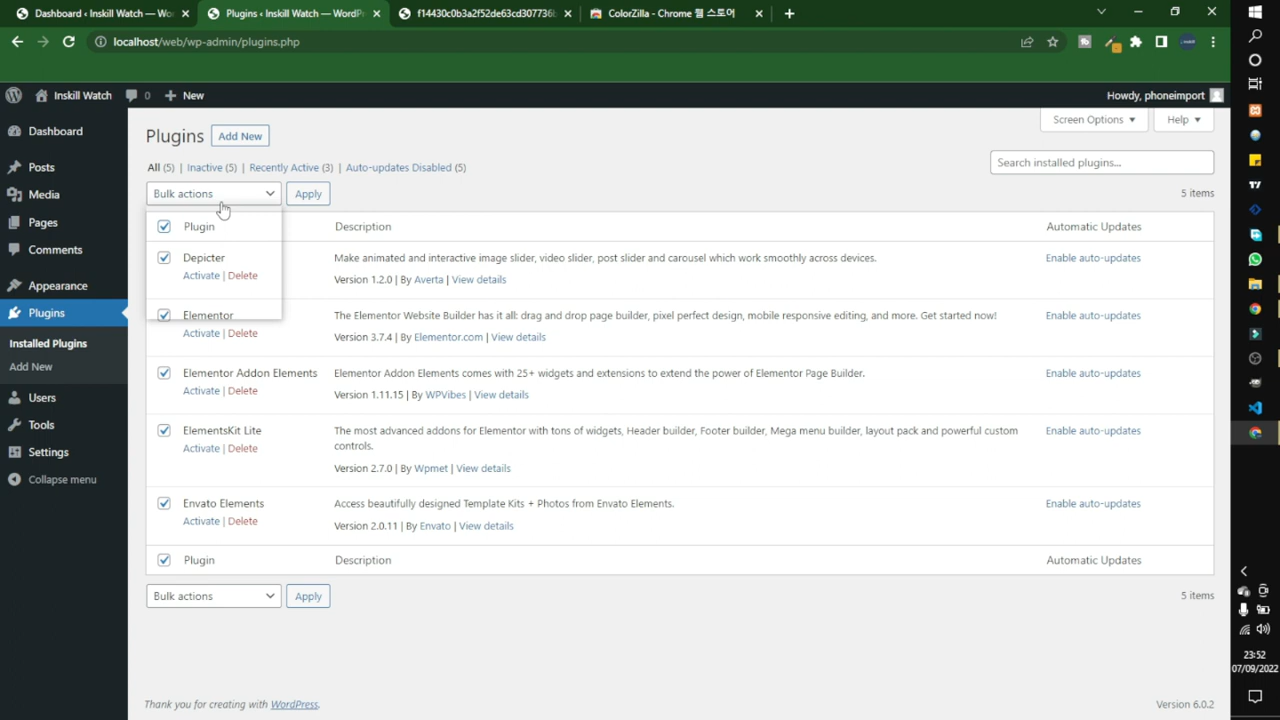 Dashboard ‹ Inskill Watch — Wor
Plugins ‹ Inskill Watch — WordPr
f14430c0b3a2f52de63cd307736
ColorZilla - Chrome 웹 스토어
localhost/web/wp-admin/plugins.php
Inskill Watch
0
New
Howdy, phoneimport
Dashboard
Posts
Media
Pages
Comments
Appearance
Plugins
Installed Plugins
Add New
Users
Tools
Settings
Collapse menu
Plugins
Add New
Screen Options
Help
All (5) | Inactive (5) | Recently Active (3) | Auto-updates Disabled (5)
Search installed plugins...
Bulk actions
Apply
5 items
Plugin
Description
Automatic Updates
Depicter
Make animated and interactive image slider, video slider, post slider and carousel which work smoothly across devices.
Enable auto-updates
Activate | Delete
Version 1.2.0 | By Averta | View details
Elementor
The Elementor Website Builder has it all: drag and drop page builder, pixel perfect design, mobile responsive editing, and more. Get started now!
Enable auto-updates
Activate | Delete
Version 3.7.4 | By Elementor.com | View details
Elementor Addon Elements
Elementor Addon Elements comes with 25+ widgets and extensions to extend the power of Elementor Page Builder.
Enable auto-updates
Activate | Delete
Version 1.11.15 | By WPVibes | View details
ElementsKit Lite
The most advanced addons for Elementor with tons of widgets, Header builder, Footer builder, Mega menu builder, layout pack and powerful custom
controls.
Enable auto-updates
Activate | Delete
Version 2.7.0 | By Wpmet | View details
Envato Elements
Access beautifully designed Template Kits + Photos from Envato Elements.
Enable auto-updates
Activate | Delete
Version 2.0.11 | By Envato | View details
Plugin
Description
Automatic Updates
Bulk actions
Apply
5 items
Thank you for creating with WordPress.
Version 6.0.2
23:52
07/09/2022